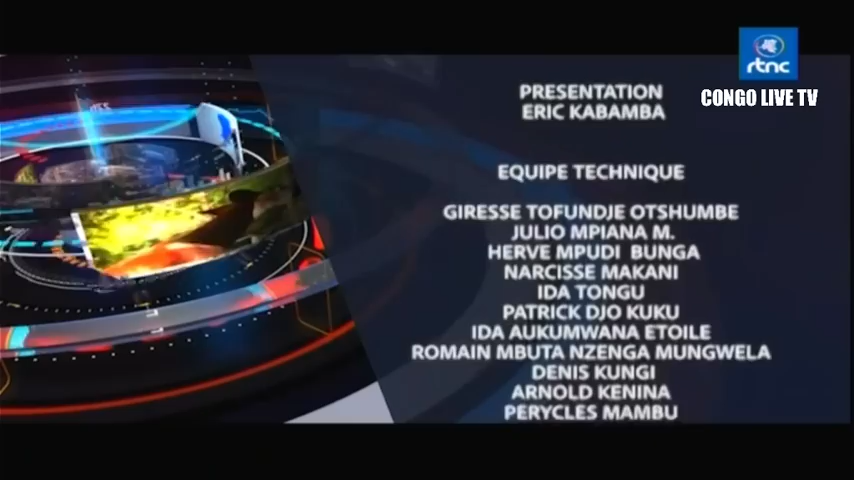 rtnc
CONGO LIVE TV
PRESENTATION
ERIC KABAMBA
EQUIPE TECHNIQUE
GIRESSE TOFUNDJE OTSHUMBE
JULIO MPIANA M.
HERVE MPUDI BUNGA
NARCISSE MAKANI
IDA TONGU
PATRICK DJO KUKU
IDA AUKUMWANA ETOILE
ROMAIN MBUTA NZENGA MUNGWELA
DENIS KUNGI
ARNOLD KENINA
PERYCLES MAMBU